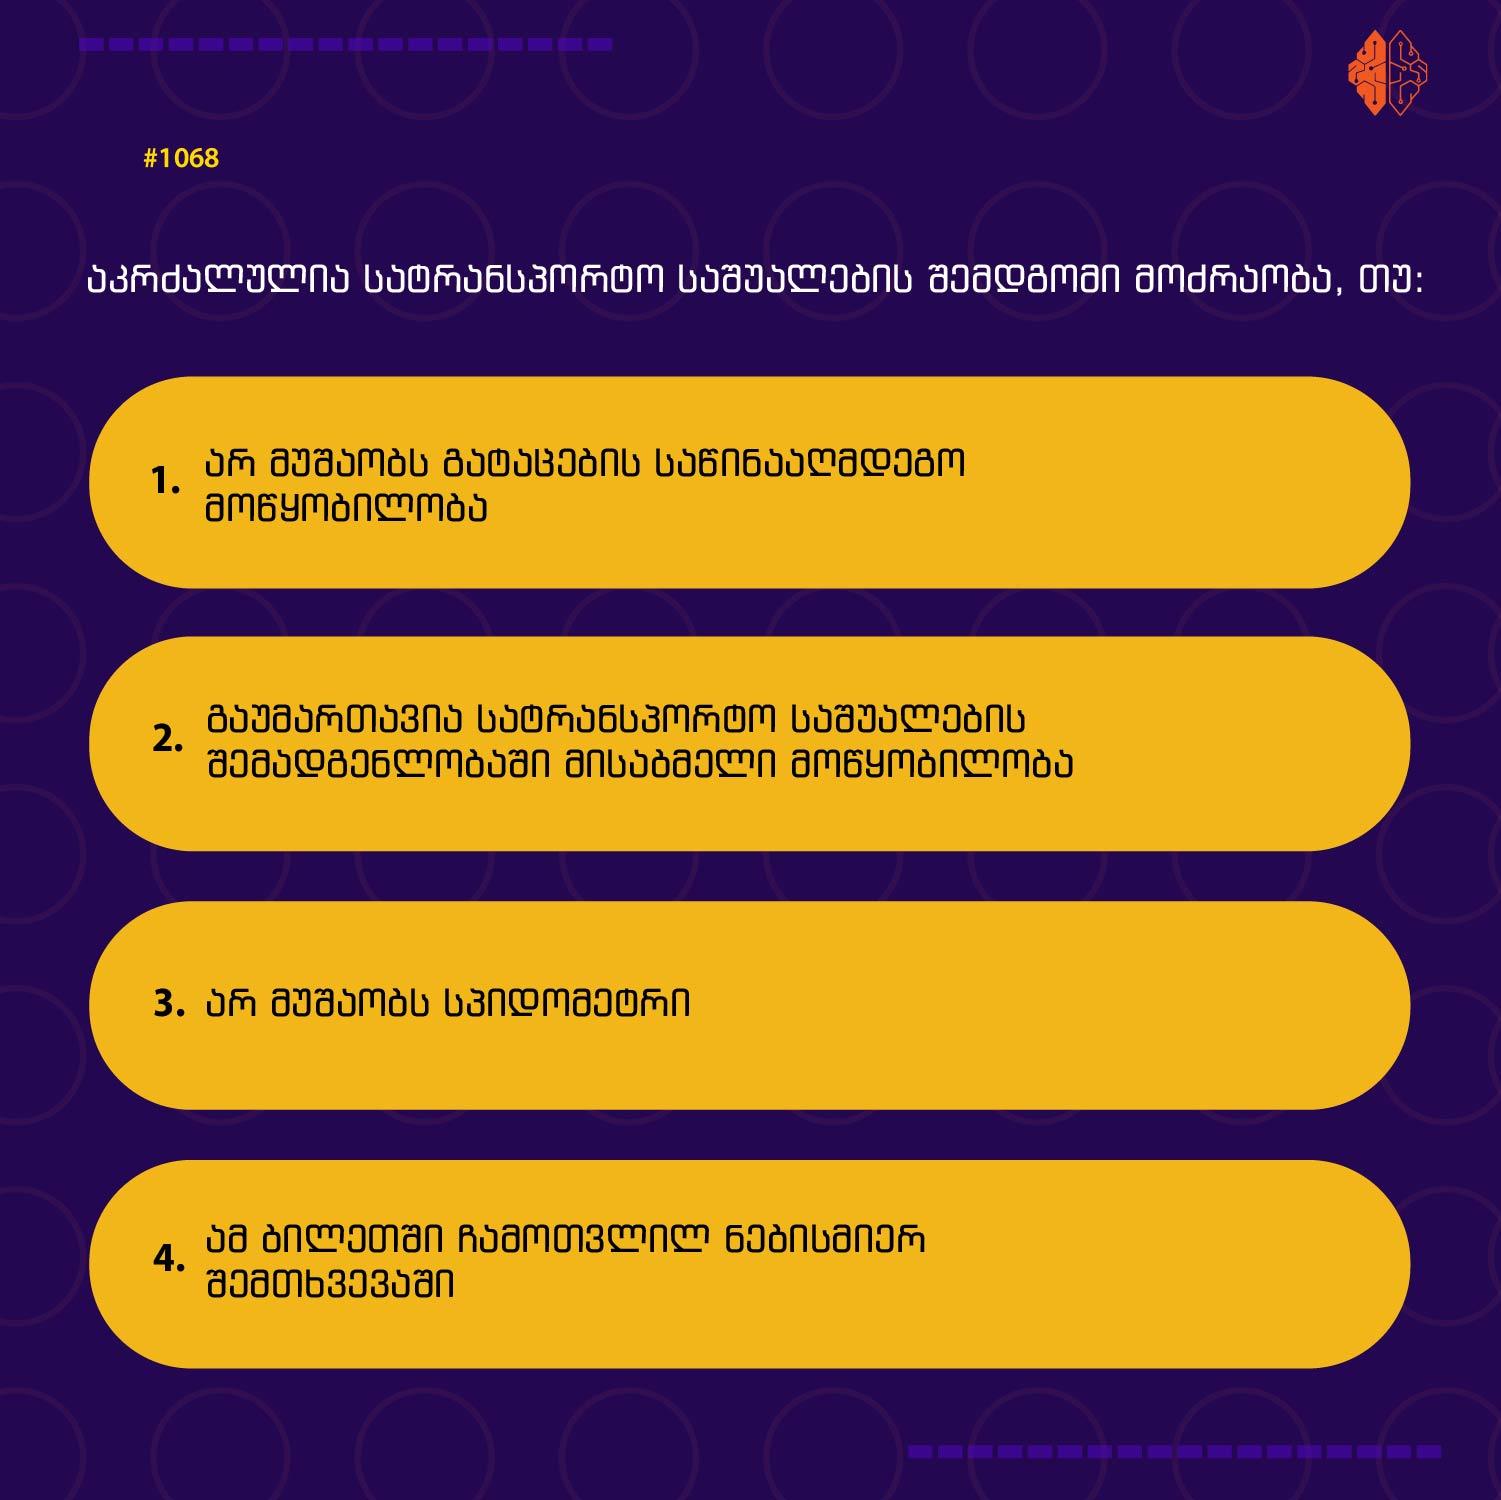 #1068
აკრძალულია სატრანსპორტო საშუალების შემდგომი მოძრაობა, თუ:
1. არ მუშაობს გატაცების საწინააღმდეგო
მოწყობილობა
2. გაუმართავია სატრანსპორტო საშუალების
შემადგენლობაში მისაბმელი მოწყობილობა
3. არ მუშაობს სპიდომეტრი
4. ამ ბილეთში ჩამოთვლილ ნებისმიერ
შემთხვევაში